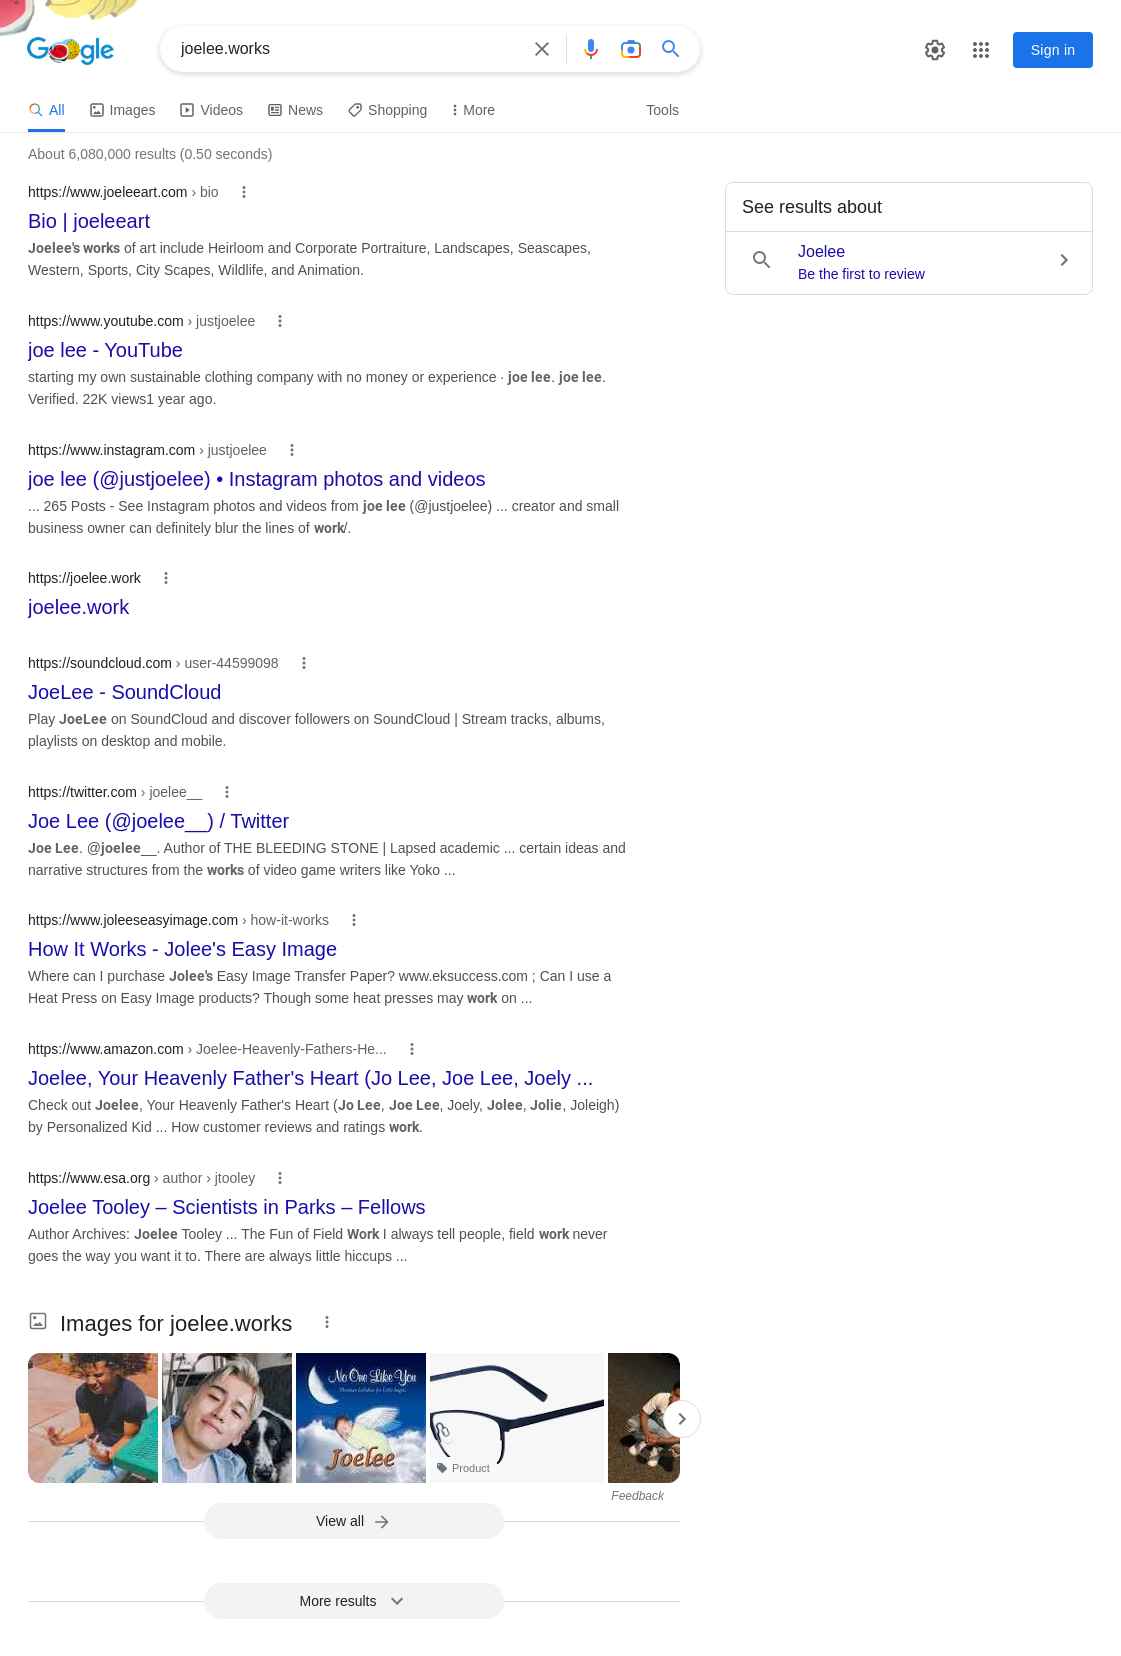 Google
joelee.works
Sign in
All
Images
Videos
News
Shopping
More
Tools
About 6,080,000 results (0.50 seconds)
https://www.joeleeart.com › bio
Bio | joeleeart
Joelee's works of art include Heirloom and Corporate Portraiture, Landscapes, Seascapes,
Western, Sports, City Scapes, Wildlife, and Animation.
https://www.youtube.com › justjoelee
joe lee - YouTube
starting my own sustainable clothing company with no money or experience · joe lee. joe lee.
Verified. 22K views1 year ago.
https://www.instagram.com › justjoelee
joe lee (@justjoelee) • Instagram photos and videos
... 265 Posts - See Instagram photos and videos from joe lee (@justjoelee) ... creator and small
business owner can definitely blur the lines of work/.
https://joelee.work
joelee.work
https://soundcloud.com › user-44599098
JoeLee - SoundCloud
Play JoeLee on SoundCloud and discover followers on SoundCloud | Stream tracks, albums,
playlists on desktop and mobile.
https://twitter.com › joelee__
Joe Lee (@joelee__) / Twitter
Joe Lee. @joelee__. Author of THE BLEEDING STONE | Lapsed academic ... certain ideas and
narrative structures from the works of video game writers like Yoko ...
https://www.joleeseasyimage.com › how-it-works
How It Works - Jolee's Easy Image
Where can I purchase Jolee's Easy Image Transfer Paper? www.eksuccess.com ; Can I use a
Heat Press on Easy Image products? Though some heat presses may work on ...
https://www.amazon.com › Joelee-Heavenly-Fathers-He...
Joelee, Your Heavenly Father's Heart (Jo Lee, Joe Lee, Joely ...
Check out Joelee, Your Heavenly Father's Heart (Jo Lee, Joe Lee, Joely, Jolee, Jolie, Joleigh)
by Personalized Kid ... How customer reviews and ratings work.
https://www.esa.org › author › jtooley
Joelee Tooley – Scientists in Parks – Fellows
Author Archives: Joelee Tooley ... The Fun of Field Work I always tell people, field work never
goes the way you want it to. There are always little hiccups ...
Images for joelee.works
No One Like You
Christian Lullabies for Little Angels
Joelee
Product
Feedback
View all
More results
See results about
Joelee
Be the first to review